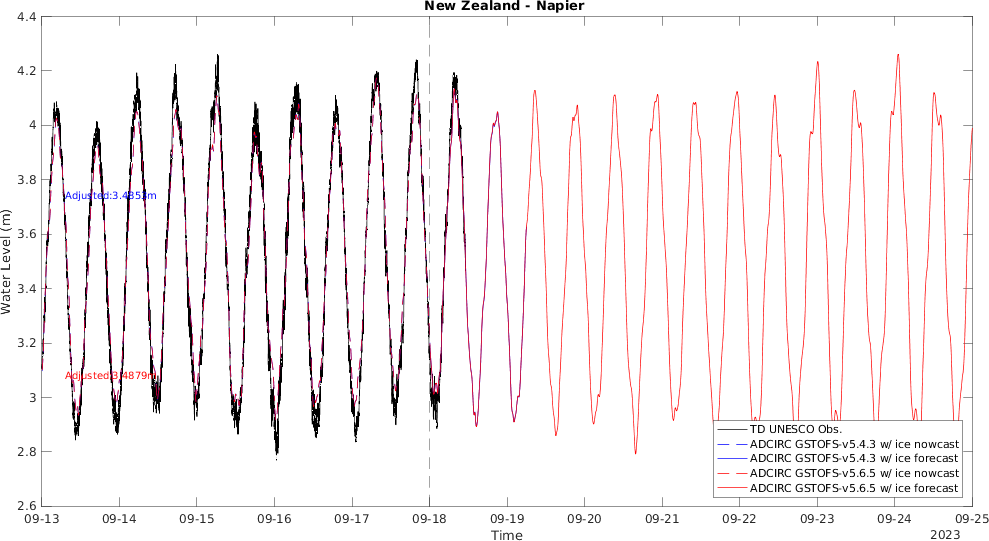 New Zealand - Napier
4.4
4.2
4
3.8
3.6
3.4
3.2
3
2.8
2.6
Water Level (m)
Adjusted:3.4353m
Adjusted:3.4879m
TD UNESCO Obs.
ADCIRC GSTOFS-v5.4.3 w/ ice nowcast
ADCIRC GSTOFS-v5.4.3 w/ ice forecast
ADCIRC GSTOFS-v5.6.5 w/ ice nowcast
ADCIRC GSTOFS-v5.6.5 w/ ice forecast
09-13 09-14 09-15 09-16 09-17 09-18 09-19 09-20 09-21 09-22 09-23 09-24 09-25
Time
2023